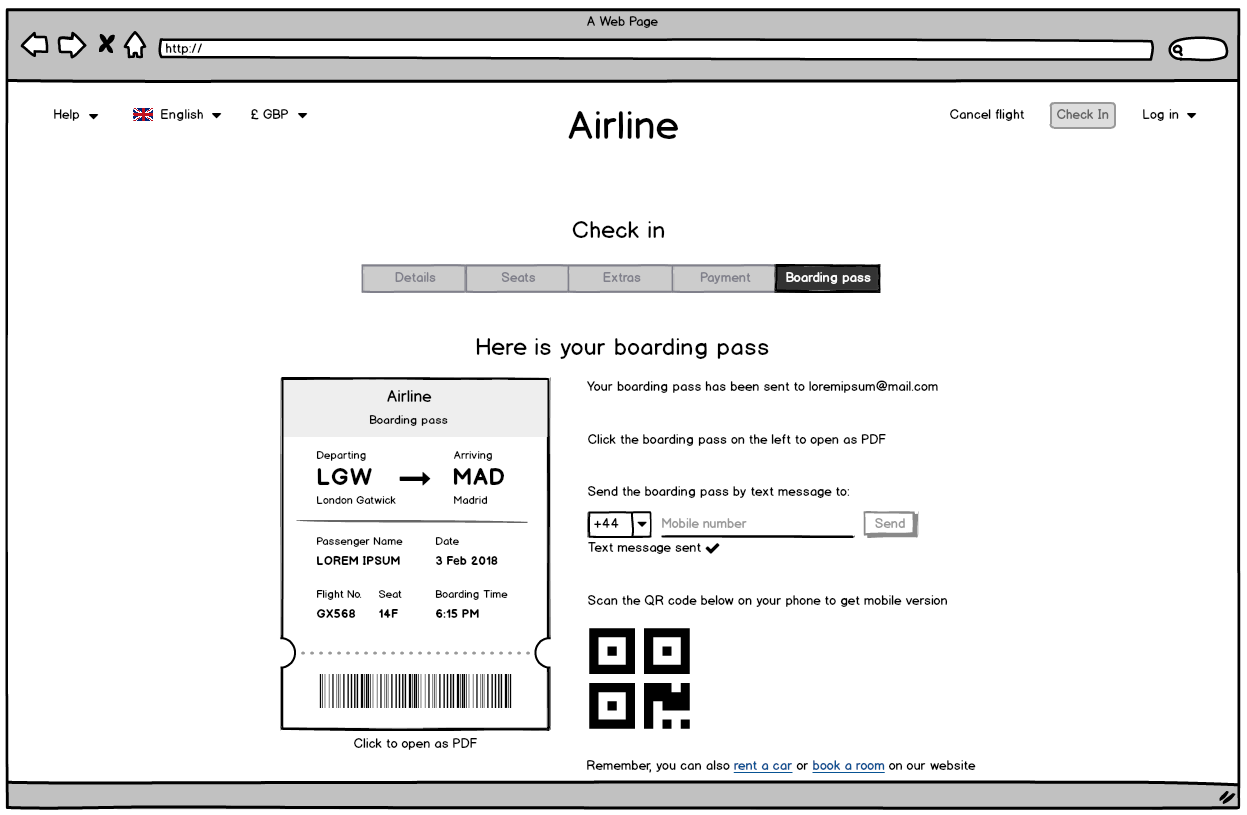 A Web Page
http://
Help English £ GBP
Airline
Cancel flight Check In Log in
Check in
Details Seats Extras Payment Boarding pass
Here is your boarding pass
Airline
Boarding pass
Departing Arriving
LGW MAD
London Gatwick Madrid
Passenger Name Date
LOREM IPSUM 3 Feb 2018
Flight No. Seat Boarding Time
GX568 14F 6:15 PM
Click to open as PDF
Your boarding pass has been sent to loremipsum@mail.com
Click the boarding pass on the left to open as PDF
Send the boarding pass by text message to:
+44 Mobile number Send
Text message sent
Scan the QR code below on your phone to get mobile version
Remember, you can also rent a car or book a room on our website